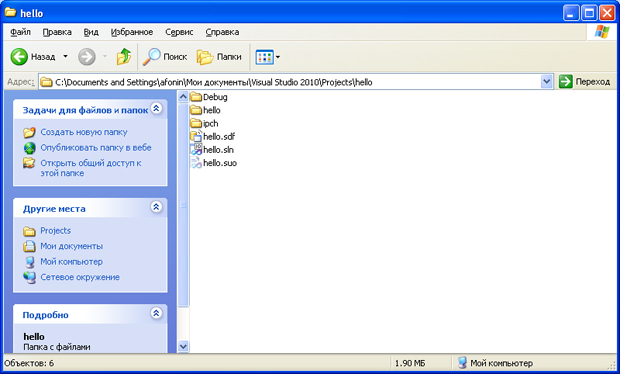 hello
Файл Правка Вид Избранное Сервис Справка
Назад Поиск Папки
Адрес: C:\Documents and Settings\afonin\Мои документы\Visual Studio 2010\Projects\hello Переход
Задачи для файлов и папок
Создать новую папку
Опубликовать папку в вебе
Открыть общий доступ к
этой папке
Другие места
Projects
Мои документы
Мой компьютер
Сетевое окружение
Подробно
hello
Папка с файлами
Debug
hello
ipch
hello.sdf
hello.sln
hello.suo
Объектов: 6 1.90 МБ Мой компьютер